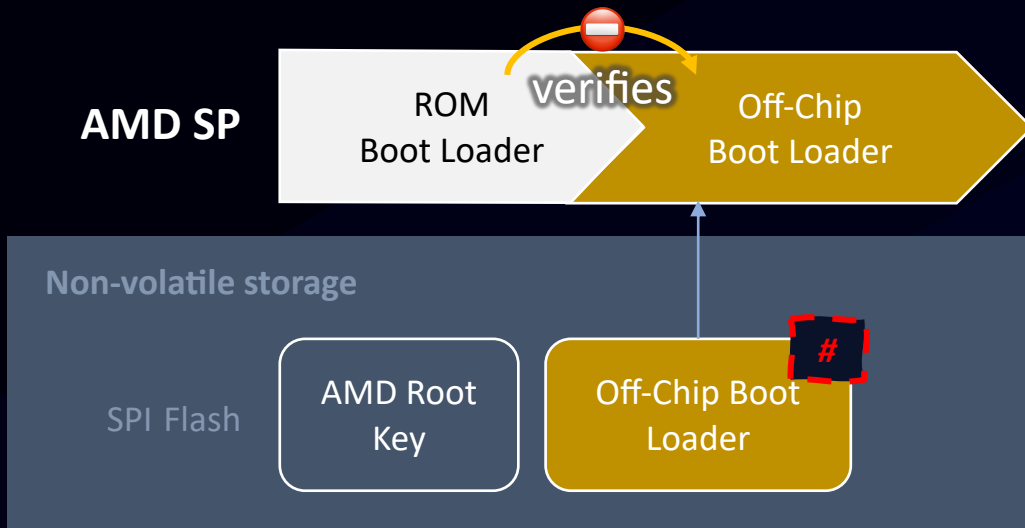 verifies
AMD SP
ROM
Boot Loader
Off-Chip
Boot Loader
Non-volatile storage
#
SPI Flash
AMD Root
Key
Off-Chip Boot
Loader